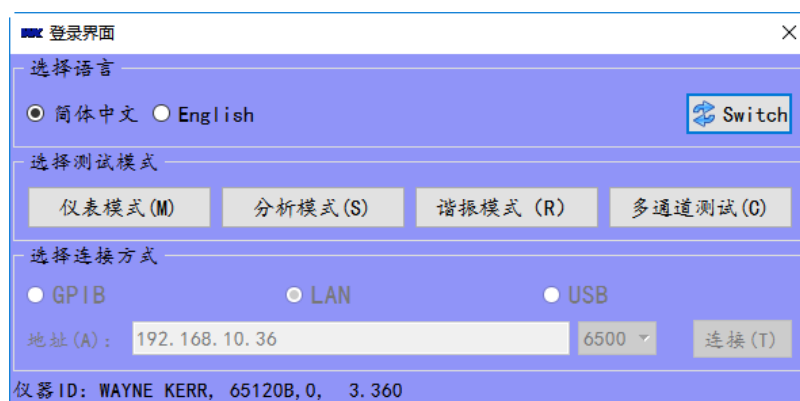 登录界面
选择语言
简体中文 English Switch
选择测试模式
仪表模式(M) 分析模式(S) 谐振模式 (R) 多通道测试(C)
选择连接方式
GPIB LAN USB
地址(A): 192.168.10.36 6500 连接(T)
仪器ID: WAYNE KERR, 65120B,0, 3.360